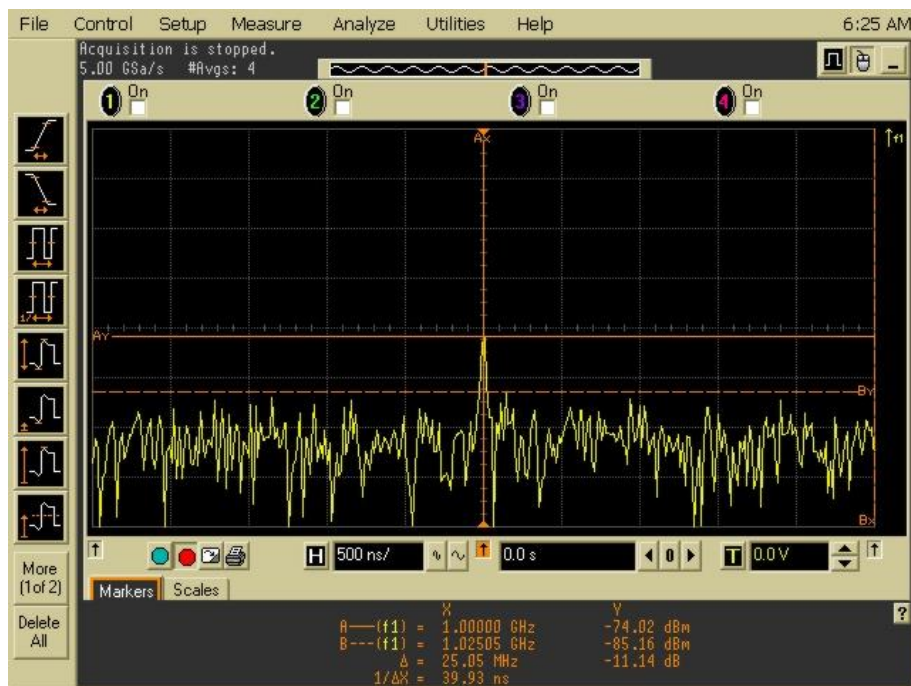 File Control Setup Measure Analyze Utilities Help 6:25 AM
Acquisition is stopped.
5.00 GSa/s #Avgs: 4
1 On 2 On 3 On 4 On
Ax
f1
Ay
By
Bx
1/
H 500 ns/ 0.0 s 0 T 0.0 V
More
(1of 2)
Delete
All
Markers Scales
?
X Y
A—(f1) = 1.00000 GHz -74.02 dBm
B---(f1) = 1.02505 GHz -85.16 dBm
Δ = 25.05 MHz -11.14 dB
1/ΔX = 39.93 ns